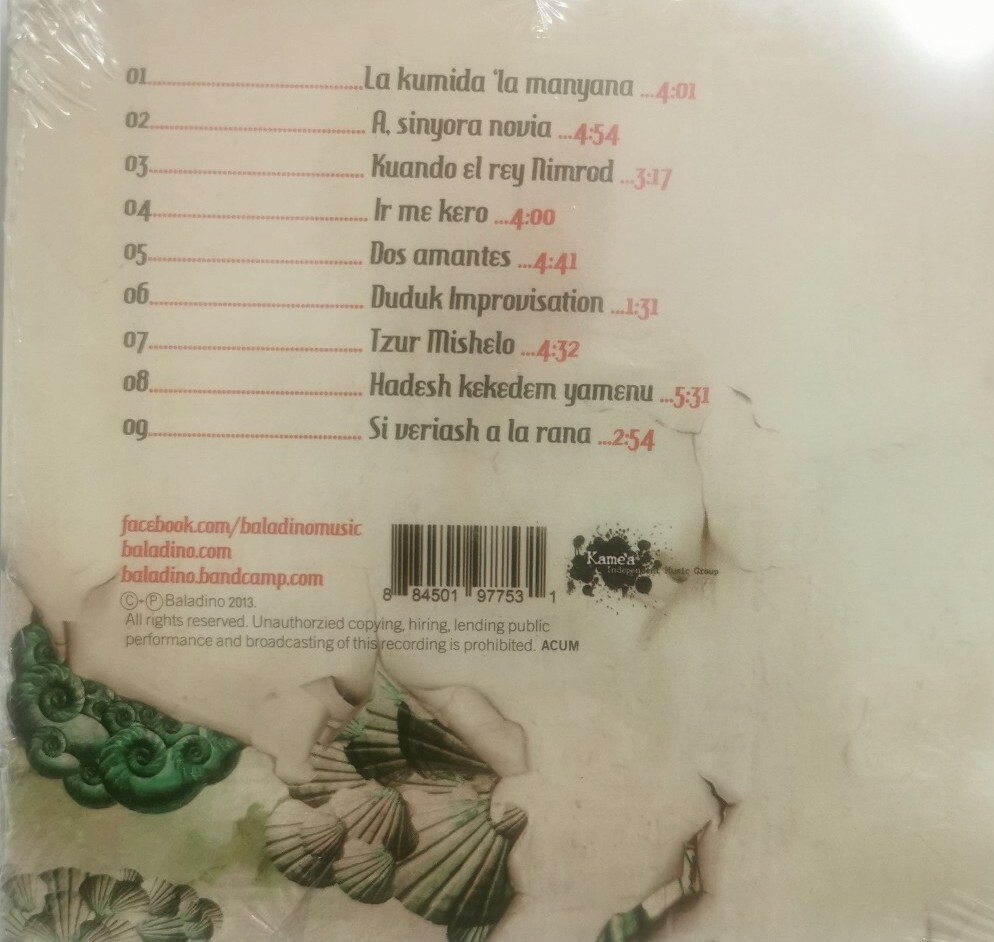 01......................La kumida 'la manyana ...4:01
02...................... A, sinyora novia ...4:54
03...................... Kuando el rey Nimrod ...3:17
04...................... Ir me kero ...4:00
05...................... Dos amantes ...4:41
06...................... Duduk Improvisation ...1:31
07...................... Tzur Mishelo ...4:32
08...................... Hadesh kekedem yamenu ...5:31
09...................... Si veriash a la rana ...2:54
facebook.com/baladinomusic
baladino.com
baladino.bandcamp.com
8 84501 97753 1
Kame'a
Independent Music Group
©+℗ Baladino 2013.
All rights reserved. Unauthorzied copying, hiring, lending public
performance and broadcasting of this recording is prohibited. ACUM